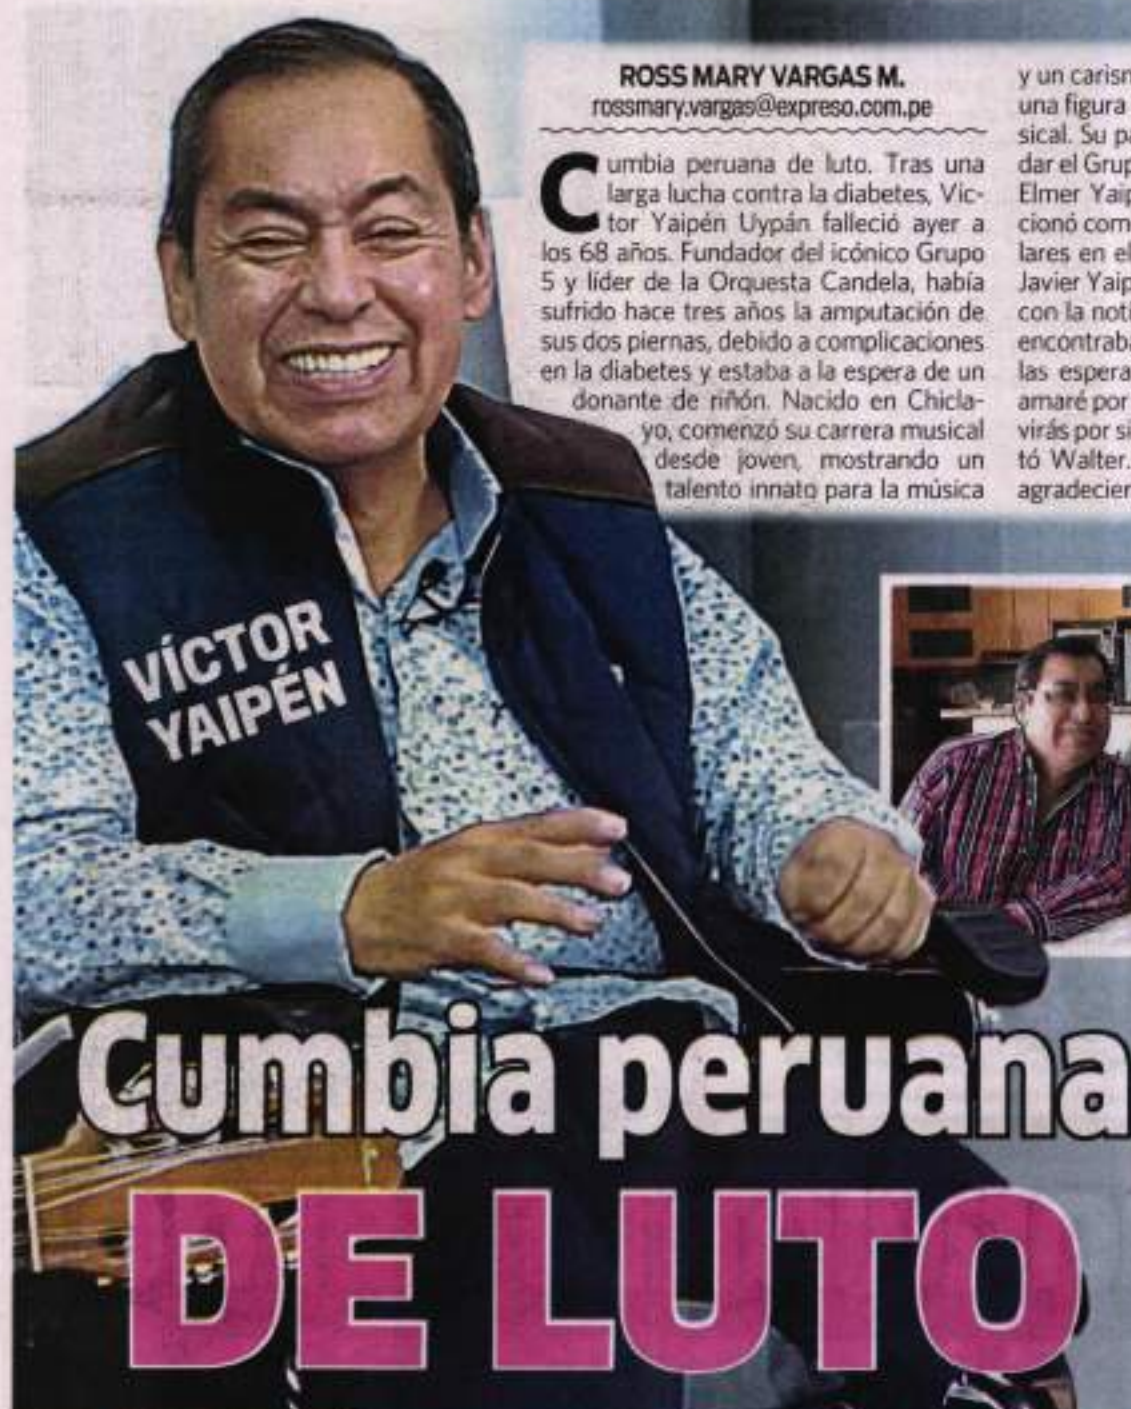 ROSS MARY VARGAS M.
rossmary.vargas@expreso.com.pe
Cumbia peruana de luto. Tras una
larga lucha contra la diabetes, Víc-
tor Yaipén Uypán falleció ayer a
los 68 años. Fundador del icónico Grupo
5 y líder de la Orquesta Candela, había
sufrido hace tres años la amputación de
sus dos piernas, debido a complicaciones
en la diabetes y estaba a la espera de un
donante de riñón. Nacido en Chicla-
yo, comenzó su carrera musical
desde joven, mostrando un
talento innato para la música
y un carism
una figura
sical. Su pa
dar el Grup
Elmer Yaip
cionó com
lares en el
Javier Yaip
con la noti
encontrab
las espera
amaré por
virás por si
tó Walter.
agradecien
VÍCTOR
YAIPÉN
Cumbia peruana
DE LUTO